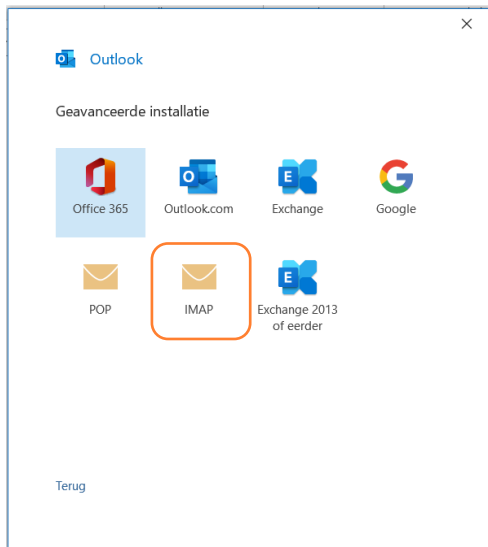 Outlook
Geavanceerde installatie
Office 365
Outlook.com
Exchange
Google
POP
IMAP
Exchange 2013
of eerder
Terug